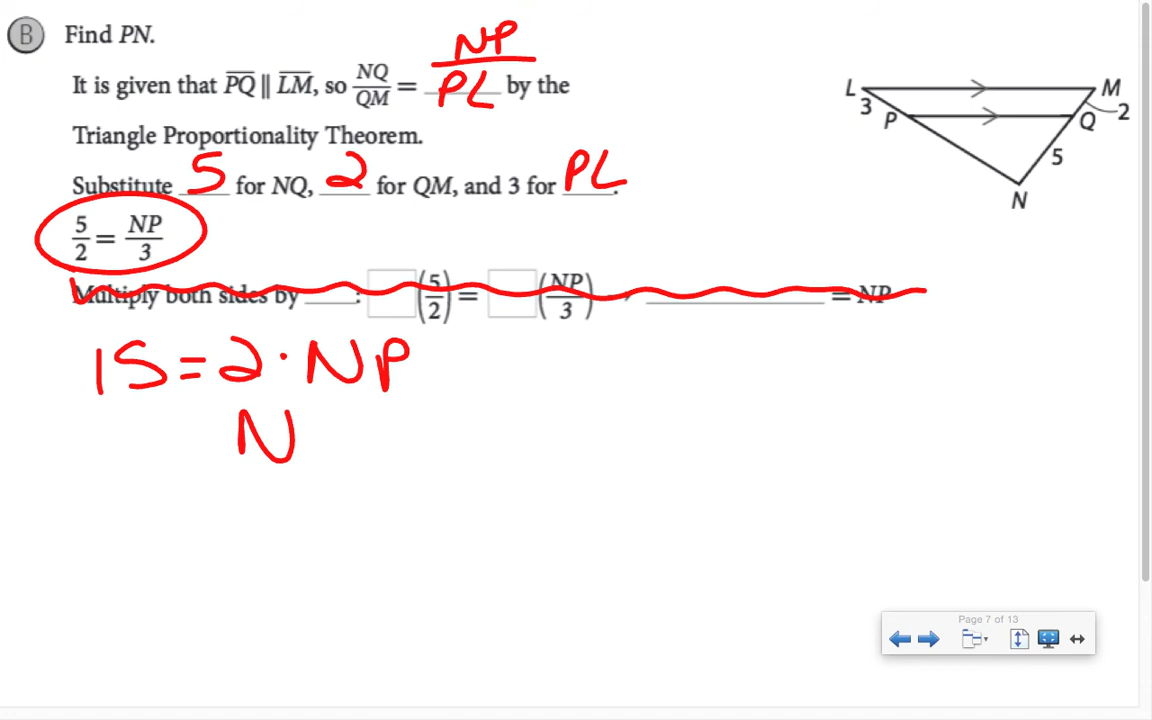 B Find PN.
It is given that PQ || LM, so NQ/QM = NP/PL by the
Triangle Proportionality Theorem.
Substitute 5 for NQ, 2 for QM, and 3 for PL.
5/2 = NP/3
Multiply both sides by ___: (5/2) = (NP/3), ___ = NP
15 = 2 · NP
N
L
M
3
P
Q
2
5
N
Page 7 of 13